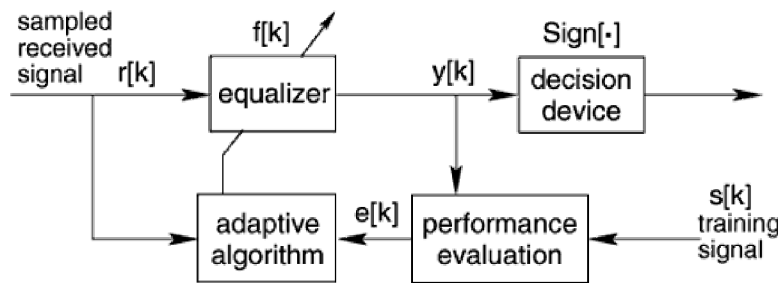 sampled
received
signal
r[k]
f[k]
equalizer
y[k]
Sign[·]
decision
device
adaptive
algorithm
e[k]
performance
evaluation
s[k]
training
signal